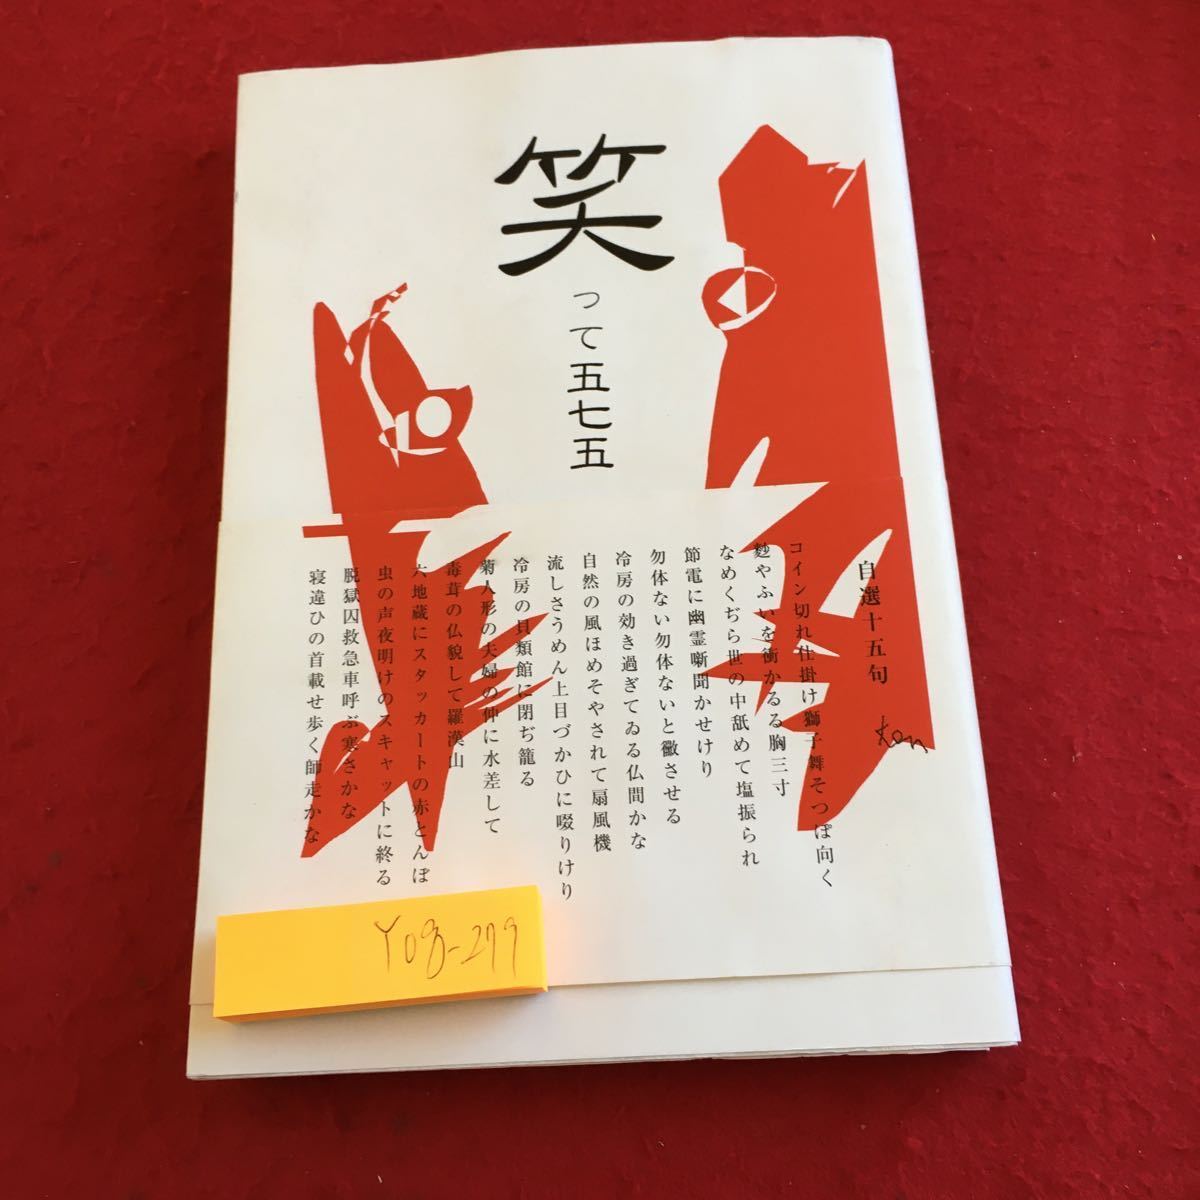 笑
って五七五
自選十五句
ken
コイン切れ仕掛け獅子舞そつぽ向く
麨やふいを衝かるる胸三寸
なめくぢら世の中舐めて塩振られ
節電に幽霊噺聞かせけり
勿体ない勿体ないと黴させる
冷房の効き過ぎてゐる仏間かな
自然の風ほめそやされて扇風機
流しさうめん上目づかひに啜りけり
冷房の貝類館に閉ぢ籠る
菊人形の夫婦の仲に水差して
毒茸の仏貌して羅漢山
六地蔵にスタッカートの赤とんぼ
虫の声夜明けのスキャットに終る
脱獄囚救急車呼ぶ寒さかな
寝違ひの首載せ歩く師走かな
Y08-279